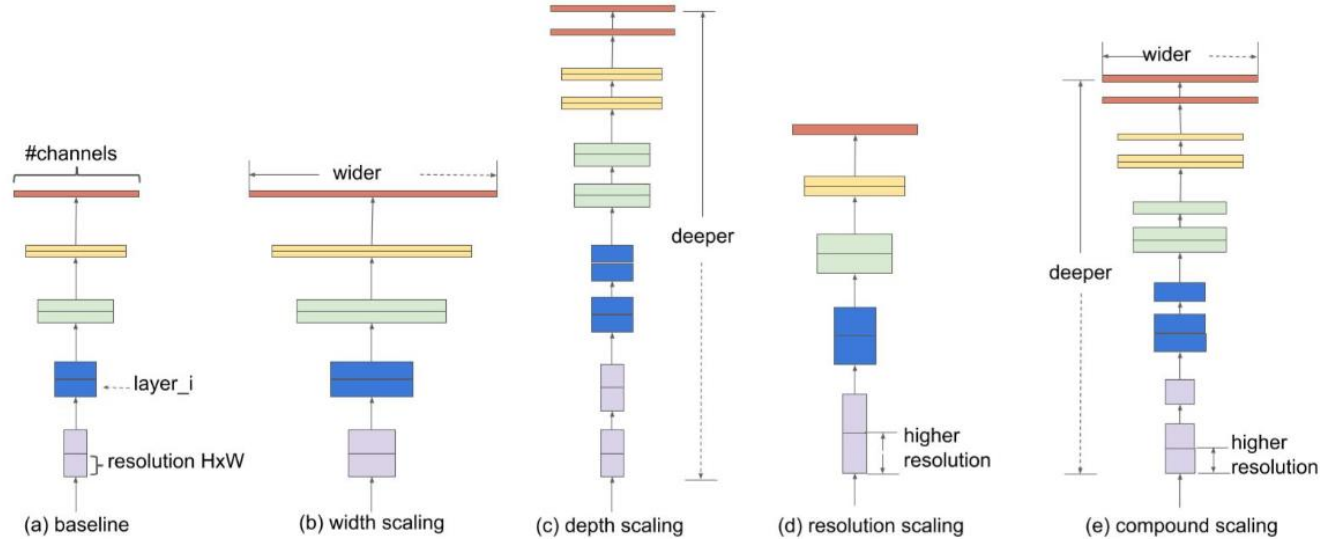 #channels
layer_i
resolution HxW
(a) baseline
wider
(b) width scaling
deeper
(c) depth scaling
higher
resolution
(d) resolution scaling
wider
deeper
higher
resolution
(e) compound scaling